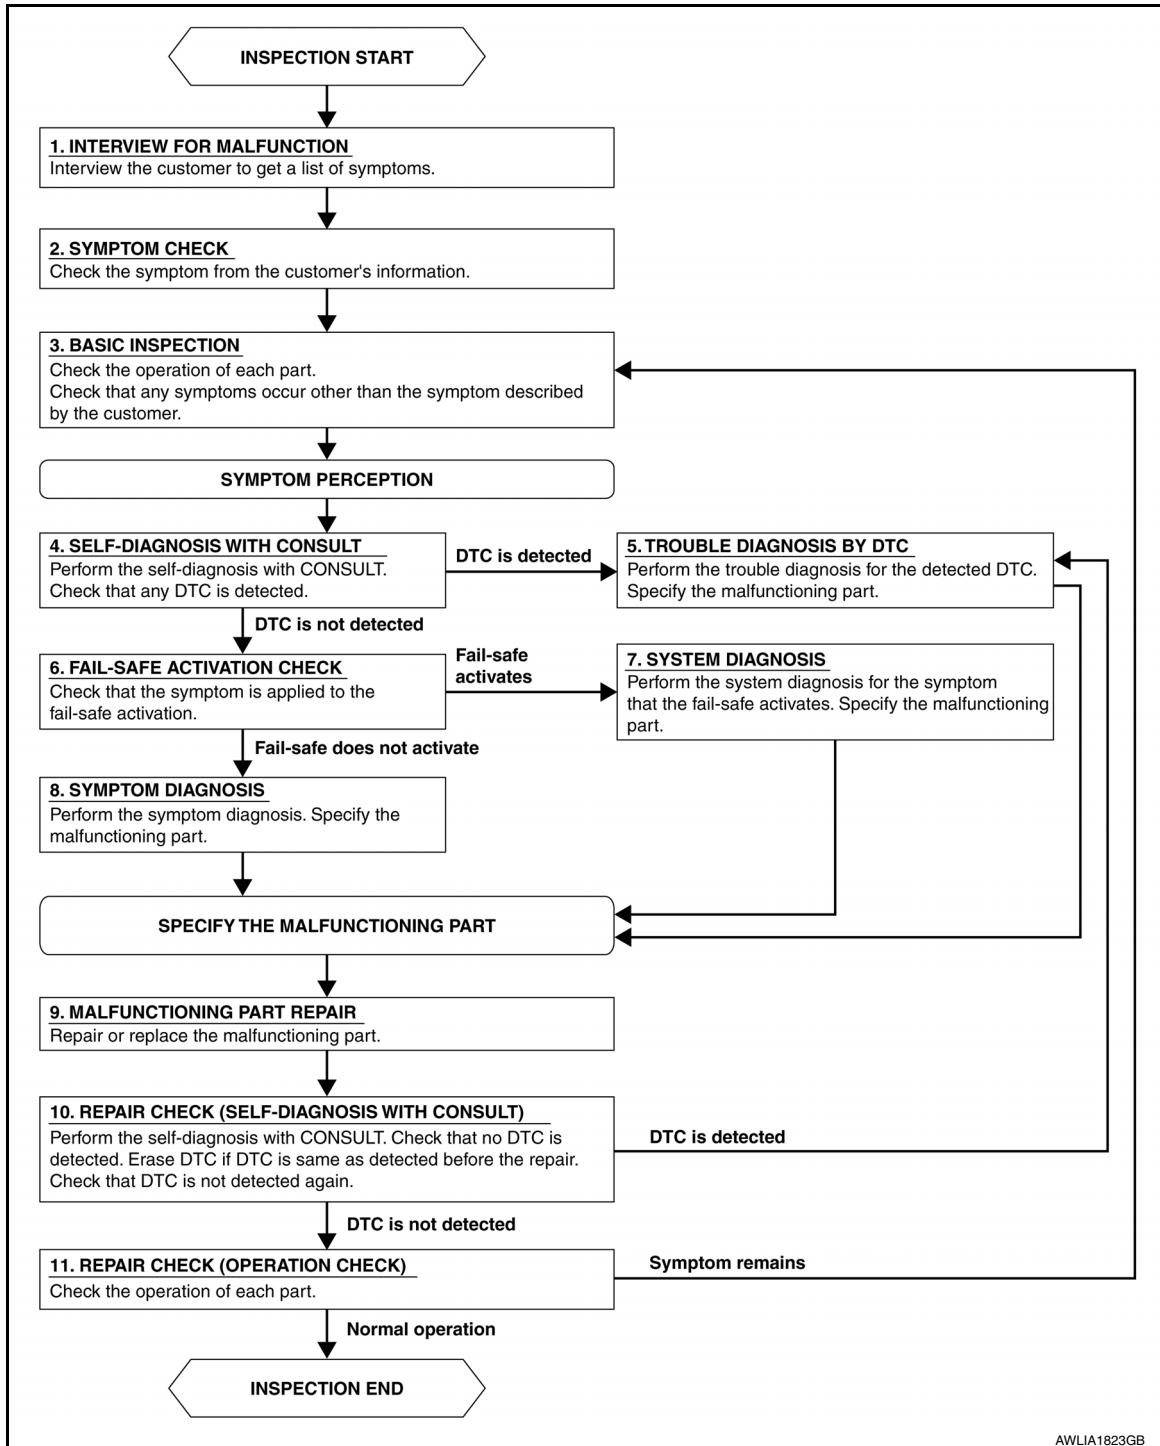 INSPECTION START
1. INTERVIEW FOR MALFUNCTION
Interview the customer to get a list of symptoms.
2. SYMPTOM CHECK
Check the symptom from the customer's information.
3. BASIC INSPECTION
Check the operation of each part.
Check that any symptoms occur other than the symptom described
by the customer.
SYMPTOM PERCEPTION
4. SELF-DIAGNOSIS WITH CONSULT
Perform the self-diagnosis with CONSULT.
Check that any DTC is detected.
DTC is detected
5. TROUBLE DIAGNOSIS BY DTC
Perform the trouble diagnosis for the detected DTC.
Specify the malfunctioning part.
DTC is not detected
6. FAIL-SAFE ACTIVATION CHECK
Check that the symptom is applied to the
fail-safe activation.
Fail-safe
activates
7. SYSTEM DIAGNOSIS
Perform the system diagnosis for the symptom
that the fail-safe activates. Specify the malfunctioning
part.
Fail-safe does not activate
8. SYMPTOM DIAGNOSIS
Perform the symptom diagnosis. Specify the
malfunctioning part.
SPECIFY THE MALFUNCTIONING PART
9. MALFUNCTIONING PART REPAIR
Repair or replace the malfunctioning part.
10. REPAIR CHECK (SELF-DIAGNOSIS WITH CONSULT)
Perform the self-diagnosis with CONSULT. Check that no DTC is
detected. Erase DTC if DTC is same as detected before the repair.
Check that DTC is not detected again.
DTC is detected
DTC is not detected
11. REPAIR CHECK (OPERATION CHECK)
Check the operation of each part.
Symptom remains
Normal operation
INSPECTION END
AWLIA1823GB